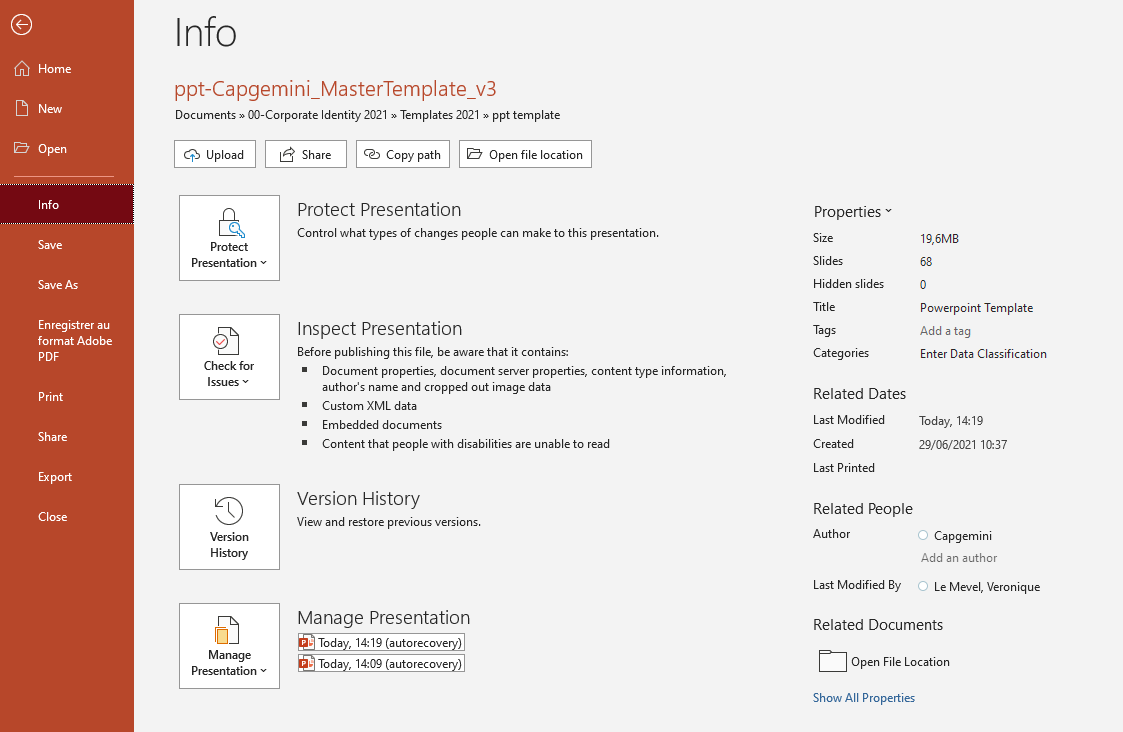 Info
Home
New
Open
Info
Save
Save As
Enregistrer au
format Adobe
PDF
Print
Share
Export
Close
ppt-Capgemini_MasterTemplate_v3
Documents » 00-Corporate Identity 2021 » Templates 2021 » ppt template
Upload
Share
Copy path
Open file location
Protect
Presentation
Protect Presentation
Control what types of changes people can make to this presentation.
Check for
Issues
Inspect Presentation
Before publishing this file, be aware that it contains:
Document properties, document server properties, content type information,
author's name and cropped out image data
Custom XML data
Embedded documents
Content that people with disabilities are unable to read
Version
History
Version History
View and restore previous versions.
Manage
Presentation
Manage Presentation
Today, 14:19 (autorecovery)
Today, 14:09 (autorecovery)
Properties
Size 19,6MB
Slides 68
Hidden slides 0
Title Powerpoint Template
Tags Add a tag
Categories Enter Data Classification
Related Dates
Last Modified Today, 14:19
Created 29/06/2021 10:37
Last Printed
Related People
Author Capgemini
Add an author
Last Modified By Le Mevel, Veronique
Related Documents
Open File Location
Show All Properties